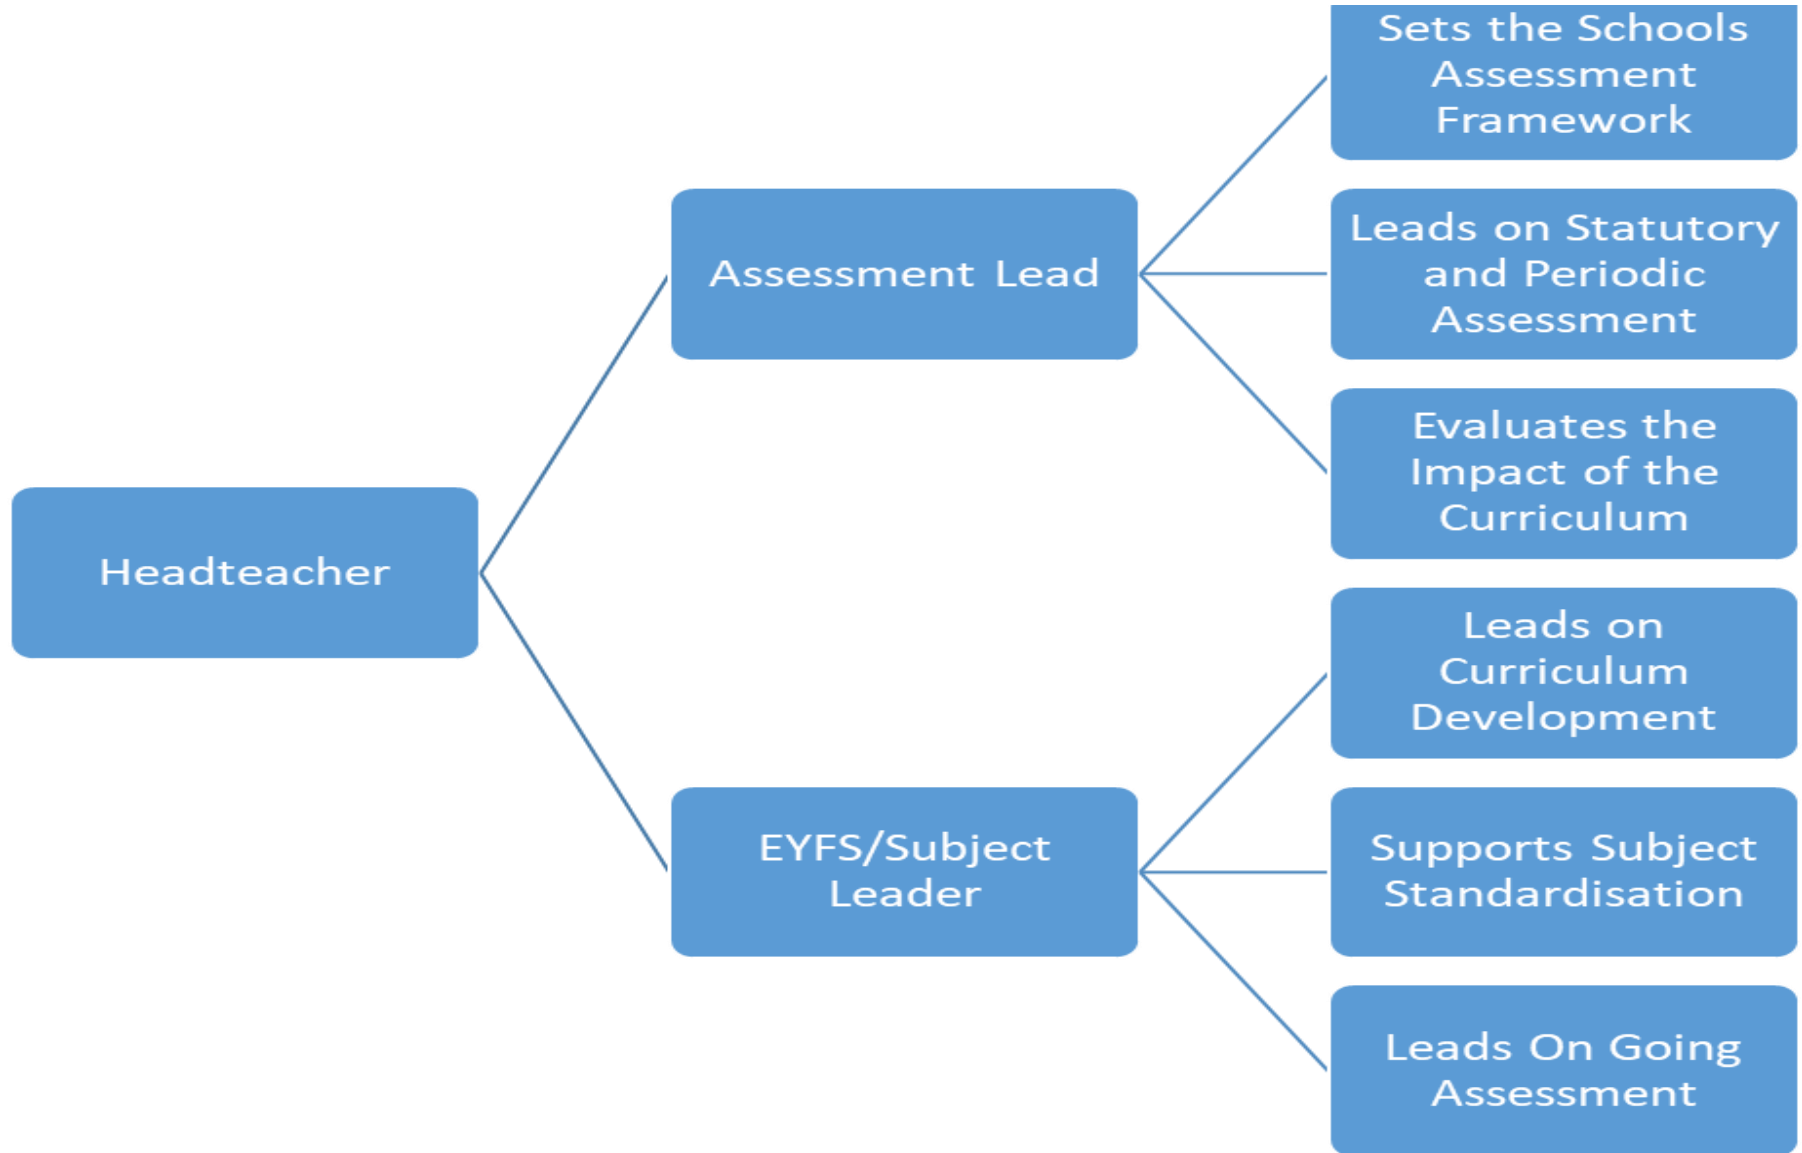 Headteacher
Assessment Lead
Sets the Schools
Assessment
Framework
Leads on Statutory
and Periodic
Assessment
Evaluates the
Impact of the
Curriculum
EYFS/Subject
Leader
Leads on
Curriculum
Development
Supports Subject
Standardisation
Leads On Going
Assessment